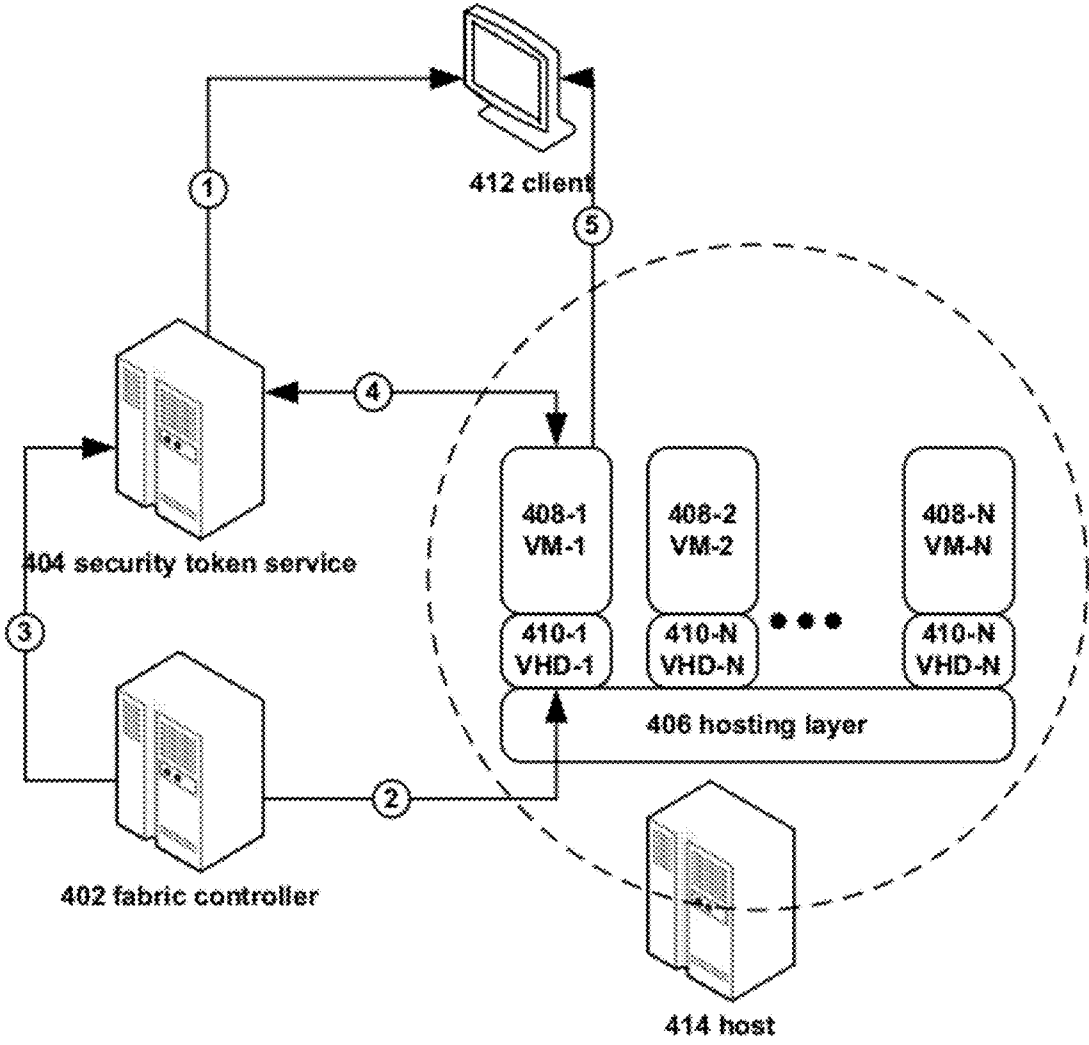 412 client
1
5
4
408-1
VM-1
408-2
VM-2
408-N
VM-N
404 security token service
3
410-1
VHD-1
410-N
VHD-N
410-N
VHD-N
406 hosting layer
2
402 fabric controller
414 host